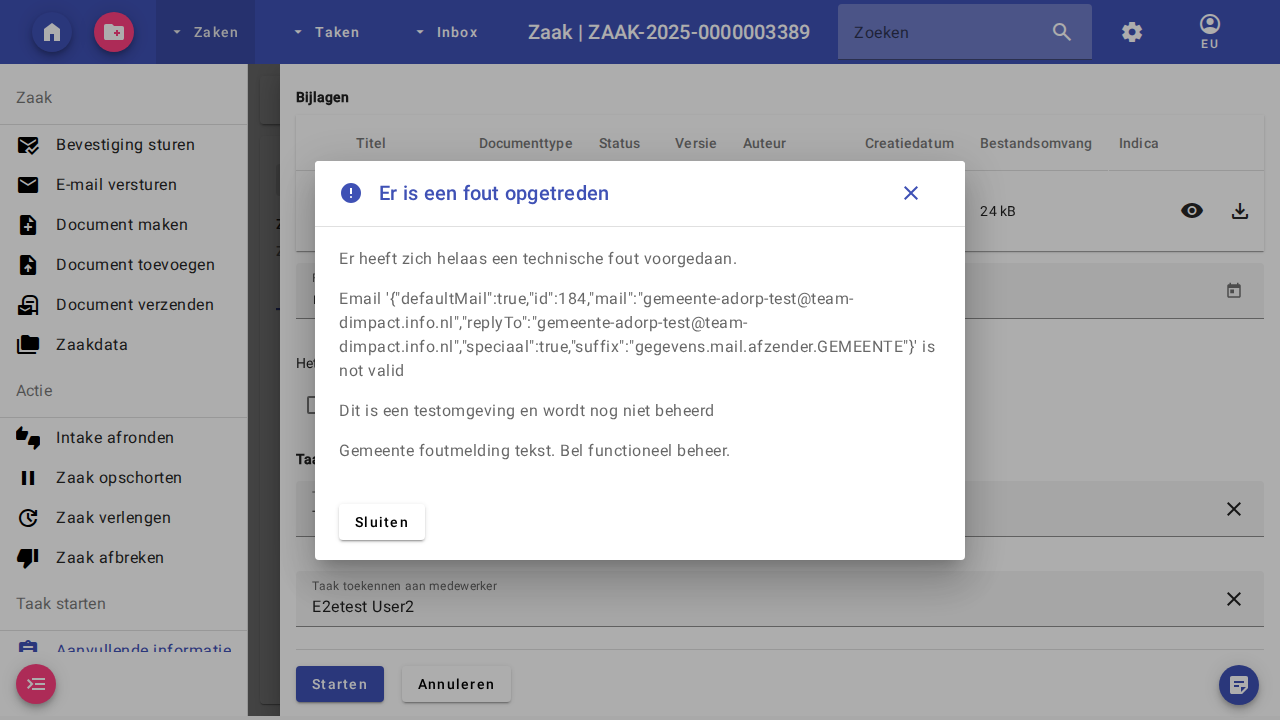 Zaken
Taken
Inbox
Zaak | ZAAK-2025-0000003389
Zoeken
EU
Zaak
Bevestiging sturen
E-mail versturen
Document maken
Document toevoegen
Document verzenden
Zaakdata
Actie
Intake afronden
Zaak opschorten
Zaak verlengen
Zaak afbreken
Taak starten
Aanvullende informatie
Bijlagen
Titel Documenttype Status Versie Auteur Creatiedatum Bestandsomvang Indica
24 kB
Er is een fout opgetreden
Er heeft zich helaas een technische fout voorgedaan.
Email '{"defaultMail":true,"id":184,"mail":"gemeente-adorp-test@team-
dimpact.info.nl","replyTo":"gemeente-adorp-test@team-
dimpact.info.nl","speciaal":true,"suffix":"gegevens.mail.afzender.GEMEENTE"}' is
not valid
Dit is een testomgeving en wordt nog niet beheerd
Gemeente foutmelding tekst. Bel functioneel beheer.
Sluiten
Taak toekennen aan medewerker
E2etest User2
Starten
Annuleren